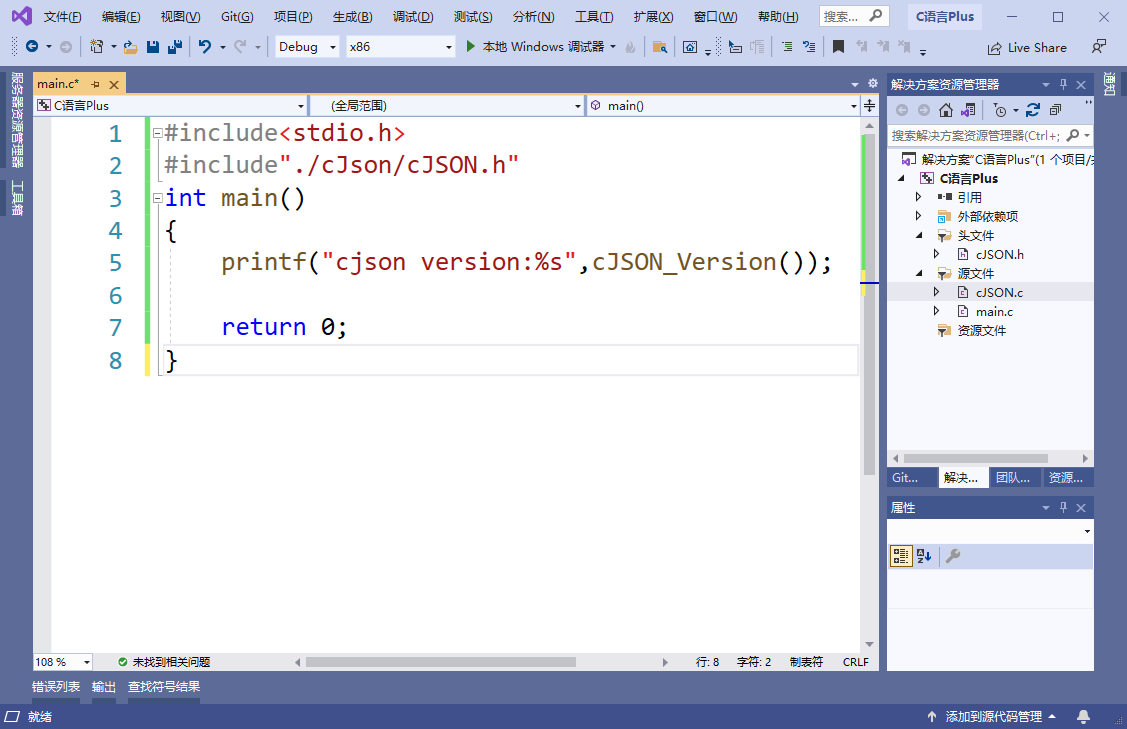 文件(F) 编辑(E) 视图(V) Git(G) 项目(P) 生成(B) 调试(D) 测试(S) 分析(N) 工具(T) 扩展(X) 窗口(W) 帮助(H) 搜索... C语言Plus
Debug x86 本地 Windows 调试器 Live Share
服务器资源管理器
工具箱
main.c*
C语言Plus (全局范围) main()
1 #include<stdio.h>
2 #include"./cJson/cJSON.h"
3 int main()
4 {
5 printf("cjson version:%s",cJSON_Version());
6
7 return 0;
8 }
108 % 未找到相关问题 行: 8 字符: 2 制表符 CRLF
解决方案资源管理器
搜索解决方案资源管理器(Ctrl+;
解决方案"C语言Plus"(1 个项目/
C语言Plus
引用
外部依赖项
头文件
cJSON.h
源文件
cJSON.c
main.c
资源文件
Git... 解决... 团队... 资源...
属性
通知
错误列表 输出 查找符号结果
就绪 添加到源代码管理